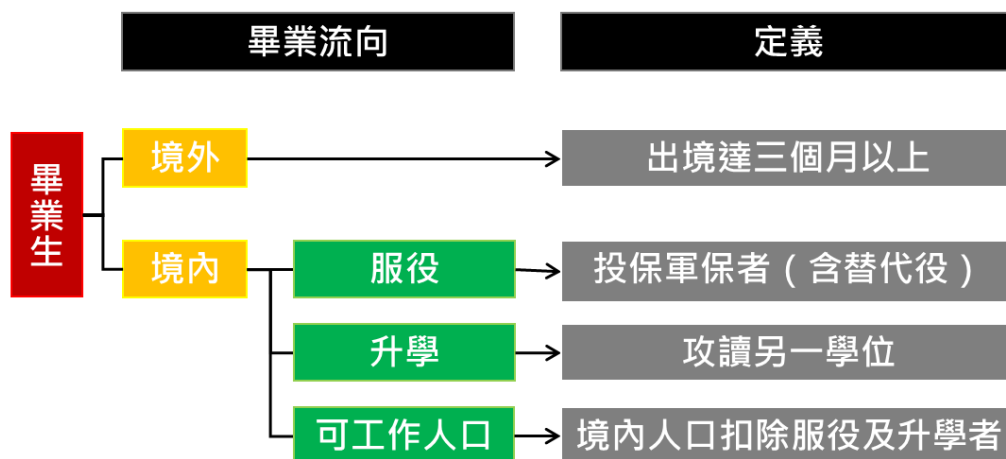 畢業流向
定義
畢業生
境外
出境達三個月以上
境內
服役
投保軍保者（含替代役）
升學
攻讀另一學位
可工作人口
境內人口扣除服役及升學者